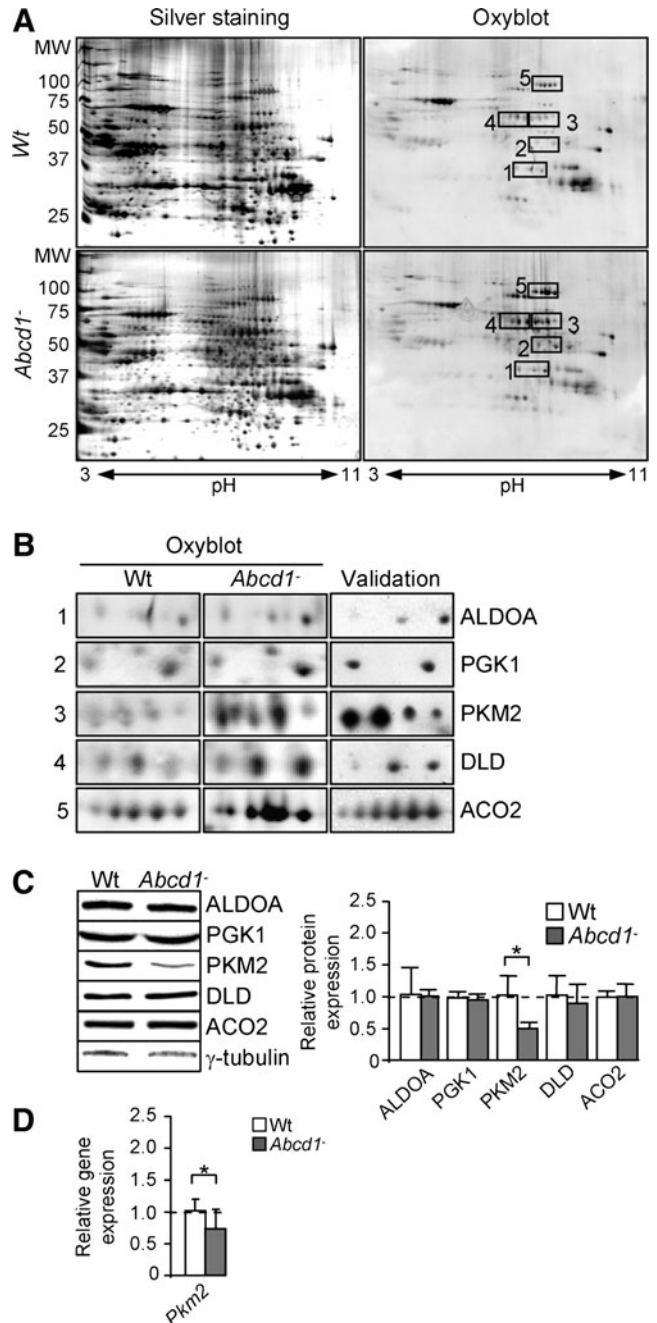 A
Silver staining Oxyblot
MW
100
75
50
37
25
Wt
5
4 3
2
1
MW
100
75
50
37
25
Abcd1-
5
4 3
2
1
3 pH 11 3 pH 11
B
Oxyblot
Wt Abcd1- Validation
1 ALDOA
2 PGK1
3 PKM2
4 DLD
5 ACO2
C
Wt Abcd1-
ALDOA
PGK1
PKM2
DLD
ACO2
γ-tubulin
Relative protein
expression
2.5
2.0
1.5
1.0
0.5
0
Wt
Abcd1-
*
ALDOA PGK1 PKM2 DLD ACO2
D
Relative gene
expression
2.5
2.0
1.5
1.0
0.5
0
Wt
Abcd1-
*
Pkm2